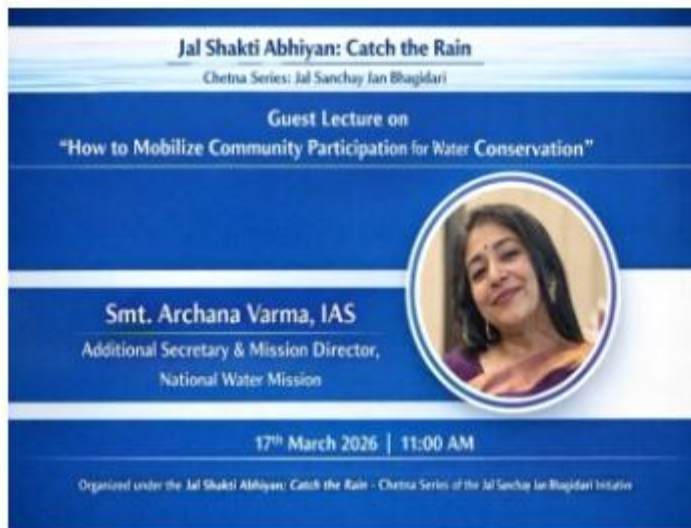 Jal Shakti Abhiyan: Catch the Rain
Chetna Series: Jal Sanchay Jan Bhagidari
Guest Lecture on
“How to Mobilize Community Participation for Water Conservation”
Smt. Archana Varma, IAS
Additional Secretary & Mission Director,
National Water Mission
17th March 2026 | 11:00 AM
Organized under the Jal Shakti Abhiyan: Catch the Rain - Chetna Series of the Jal Sanchay Jan Bhagidari Initiative